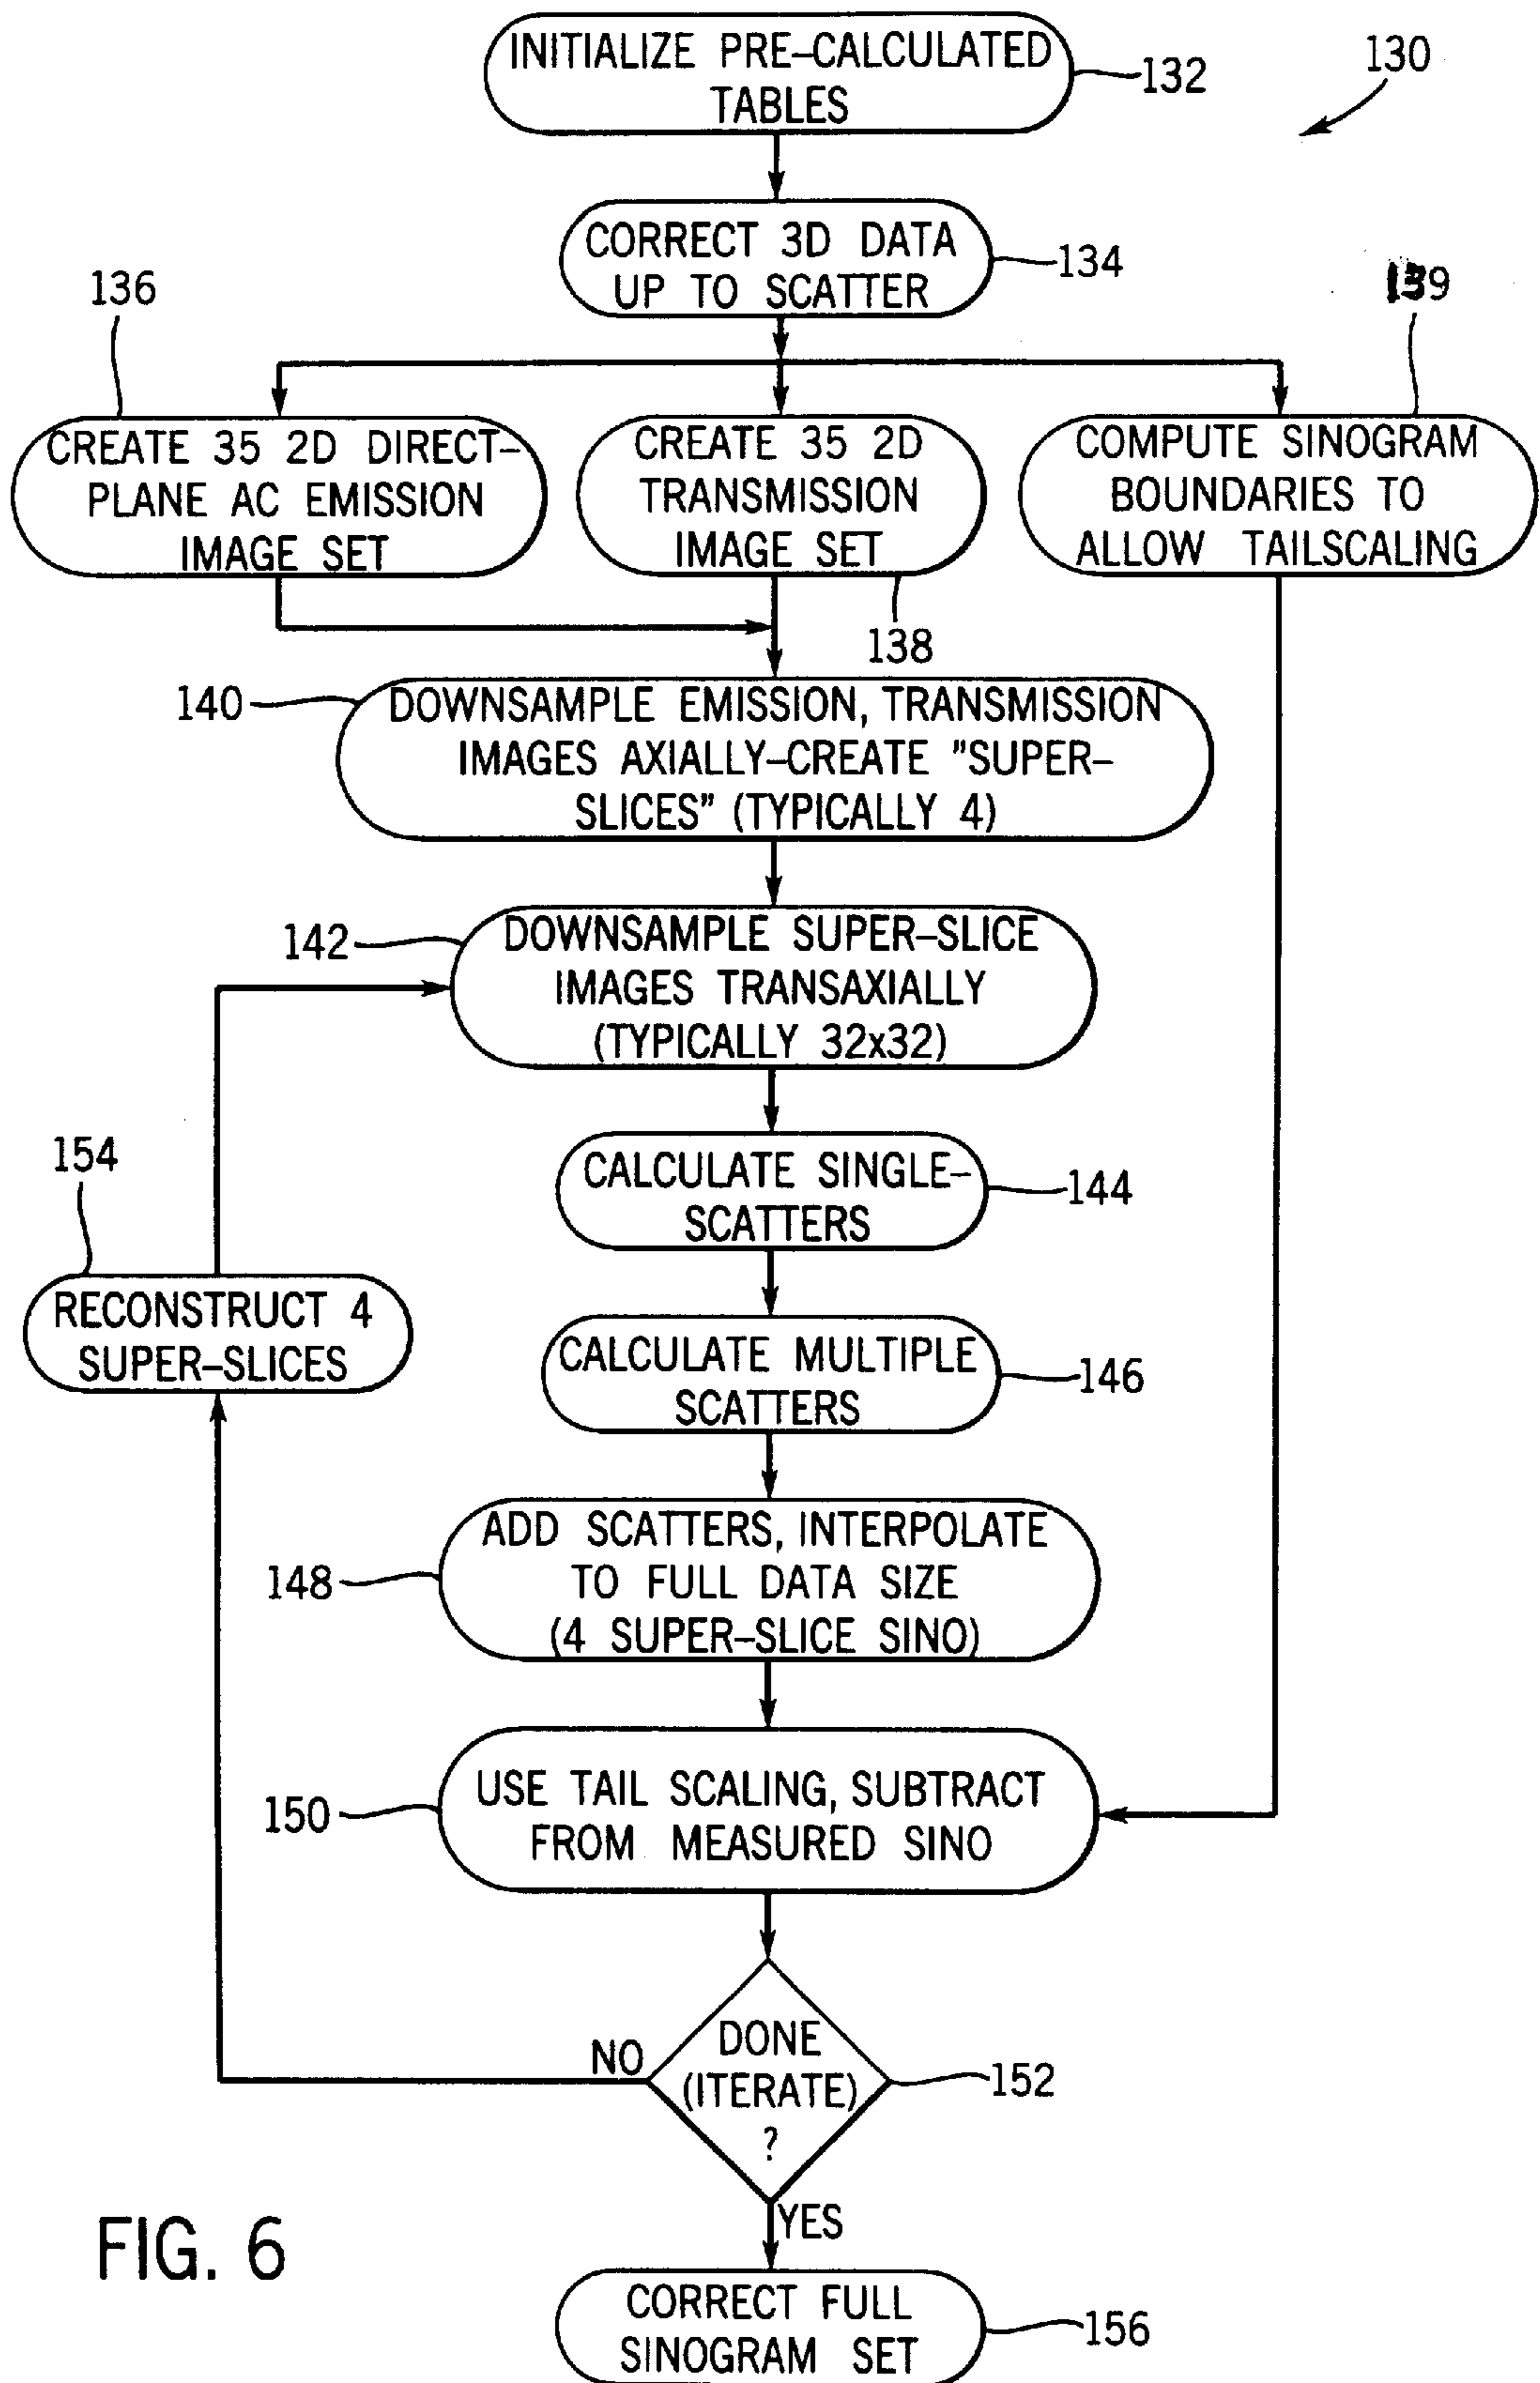 INITIALIZE PRE-CALCULATED
TABLES
132
130
CORRECT 3D DATA
UP TO SCATTER
134
136
139
CREATE 35 2D DIRECT-
PLANE AC EMISSION
IMAGE SET
CREATE 35 2D
TRANSMISSION
IMAGE SET
138
COMPUTE SINOGRAM
BOUNDARIES TO
ALLOW TAILSCALING
140
DOWNSAMPLE EMISSION, TRANSMISSION
IMAGES AXIALLY-CREATE "SUPER-
SLICES" (TYPICALLY 4)
142
DOWNSAMPLE SUPER-SLICE
IMAGES TRANSAXIALLY
(TYPICALLY 32x32)
CALCULATE SINGLE-
SCATTERS
144
154
RECONSTRUCT 4
SUPER-SLICES
CALCULATE MULTIPLE
SCATTERS
146
148
ADD SCATTERS, INTERPOLATE
TO FULL DATA SIZE
(4 SUPER-SLICE SINO)
150
USE TAIL SCALING, SUBTRACT
FROM MEASURED SINO
NO
DONE
(ITERATE)
?
152
YES
CORRECT FULL
SINOGRAM SET
156
FIG. 6